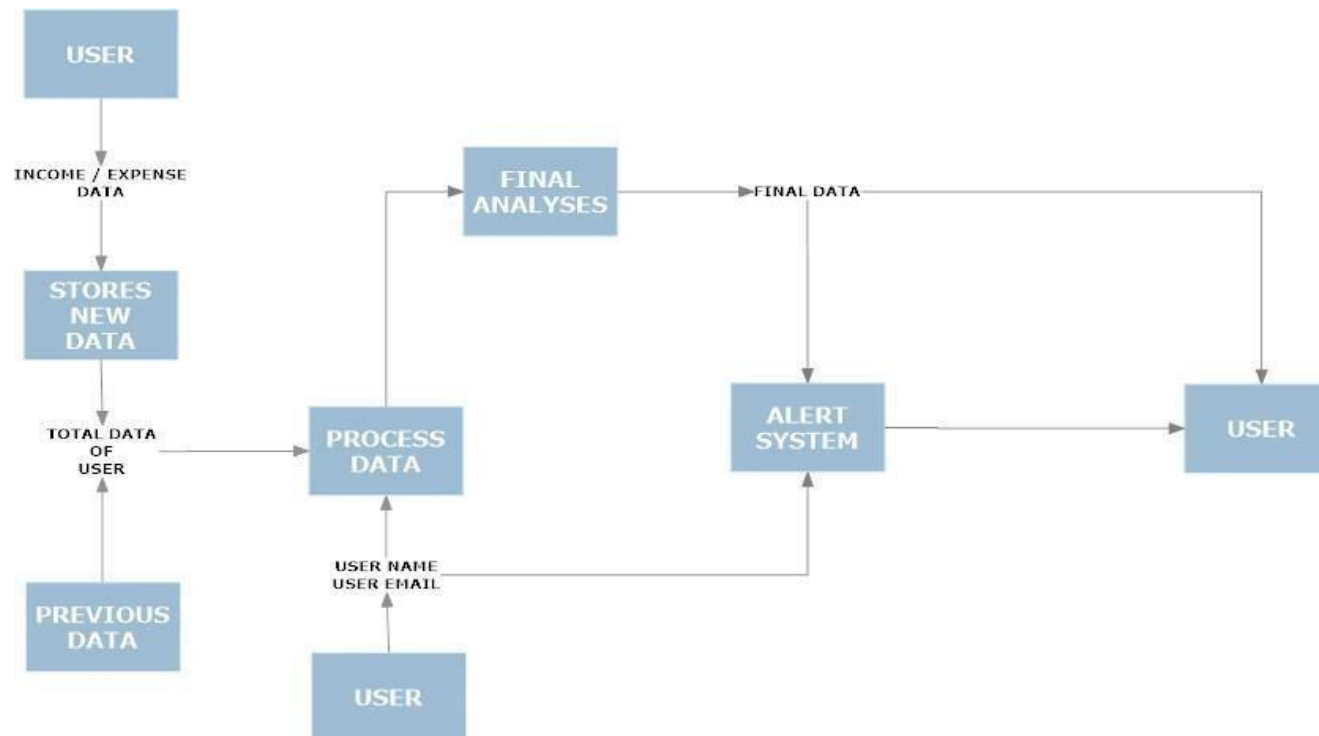 USER
INCOME / EXPENSE
DATA
STORES
NEW
DATA
TOTAL DATA
OF
USER
PREVIOUS
DATA
PROCESS
DATA
USER NAME
USER EMAIL
USER
FINAL
ANALYSES
FINAL DATA
ALERT
SYSTEM
USER